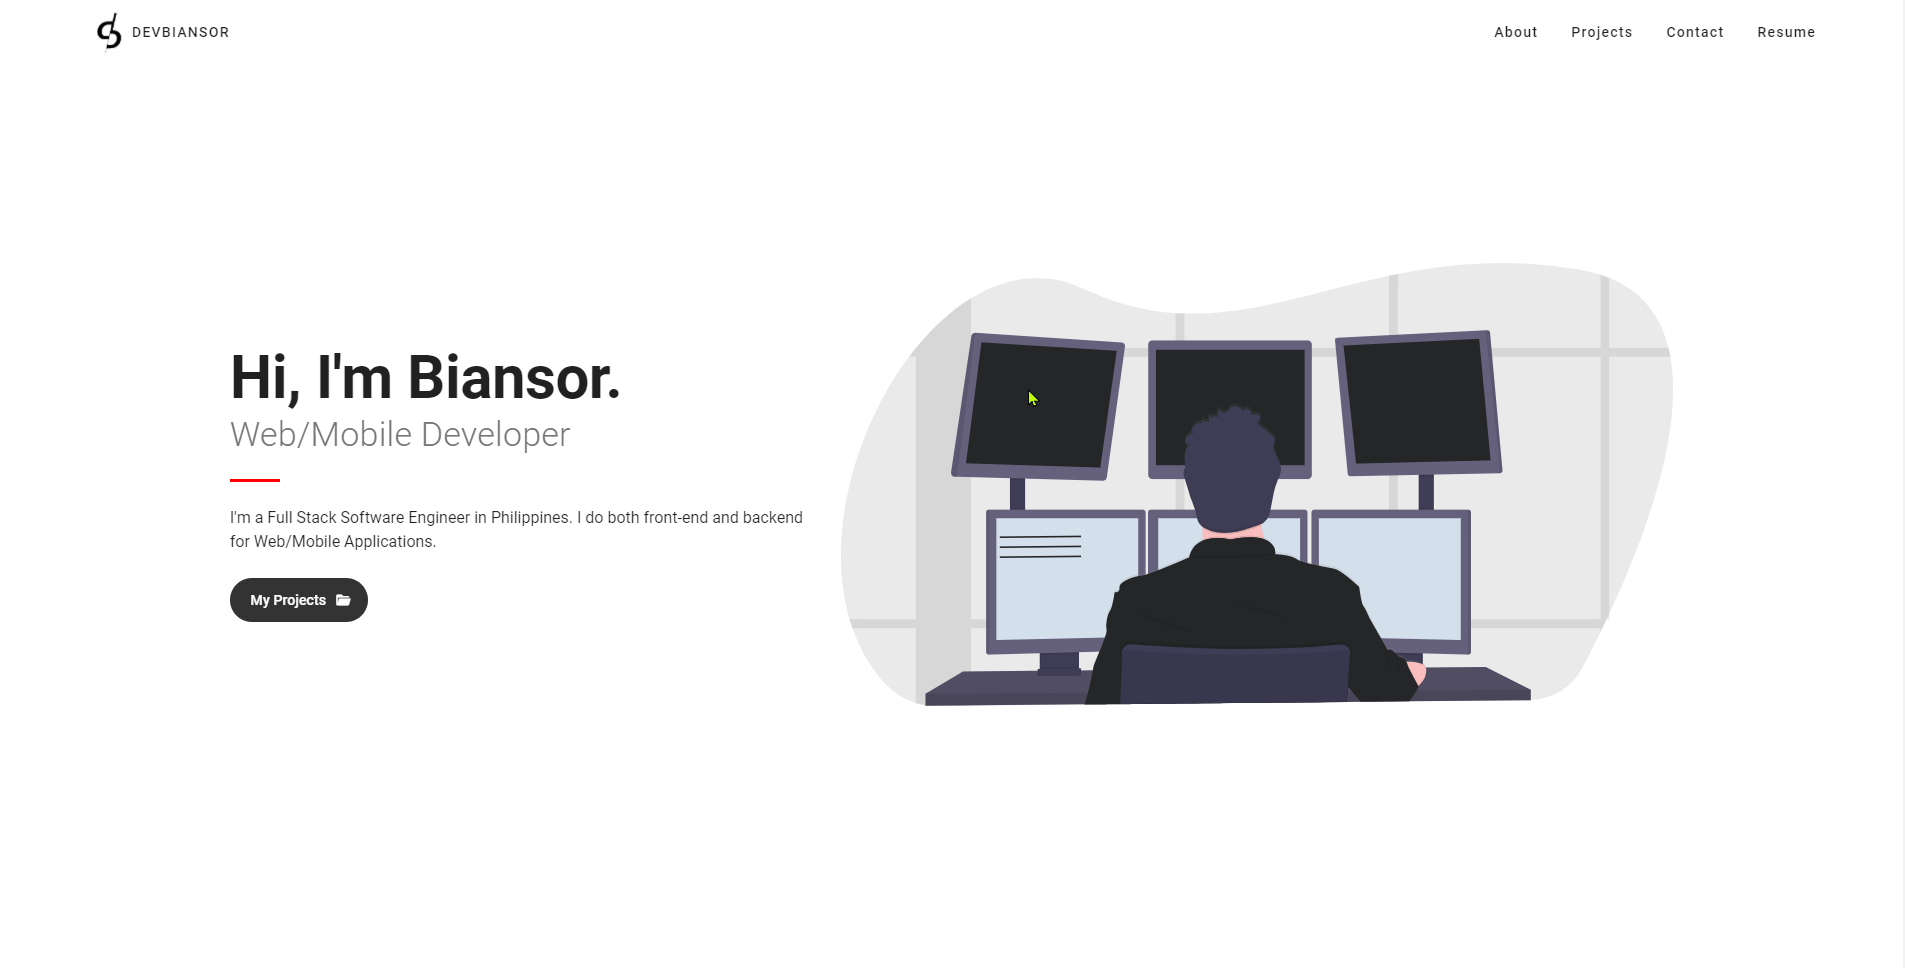 DEVBIANSOR
About
Projects
Contact
Resume
Hi, I'm Biansor.
Web/Mobile Developer
I'm a Full Stack Software Engineer in Philippines. I do both front-end and backend
for Web/Mobile Applications.
My Projects